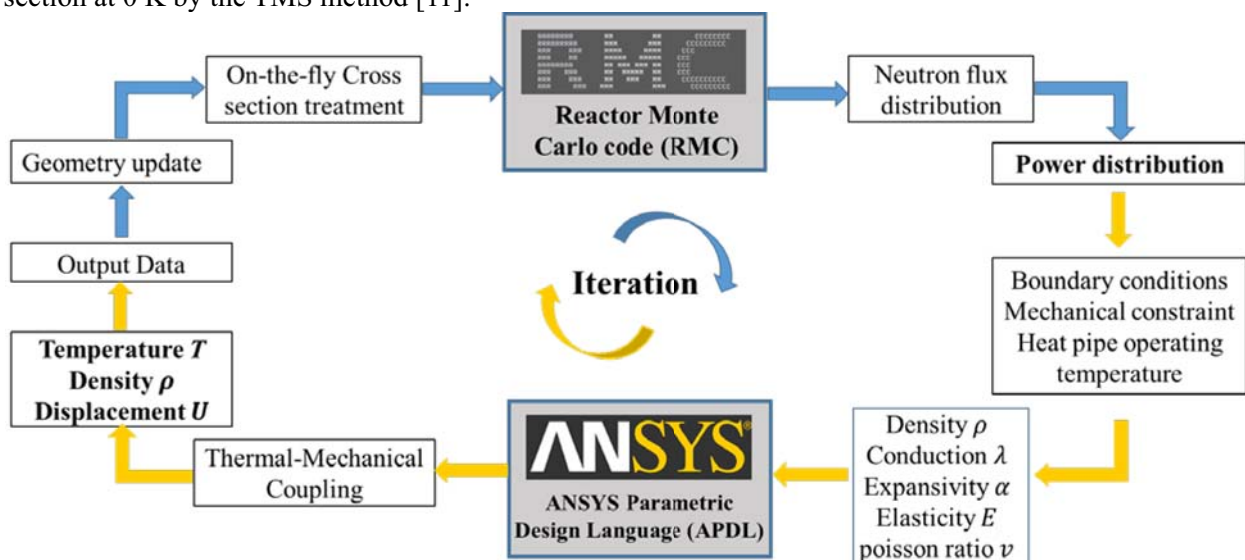 section at 0 K by the TMS method [11].
On-the-fly Cross
section treatment
RMC
Reactor Monte
Carlo code (RMC)
Neutron flux
distribution
Geometry update
Power distribution
Output Data
Iteration
Boundary conditions
Mechanical constraint
Heat pipe operating
temperature
Temperature T
Density ρ
Displacement U
Thermal-Mechanical
Coupling
ANSYS®
ANSYS Parametric
Design Language (APDL)
Density ρ
Conduction λ
Expansivity α
Elasticity E
poisson ratio ν